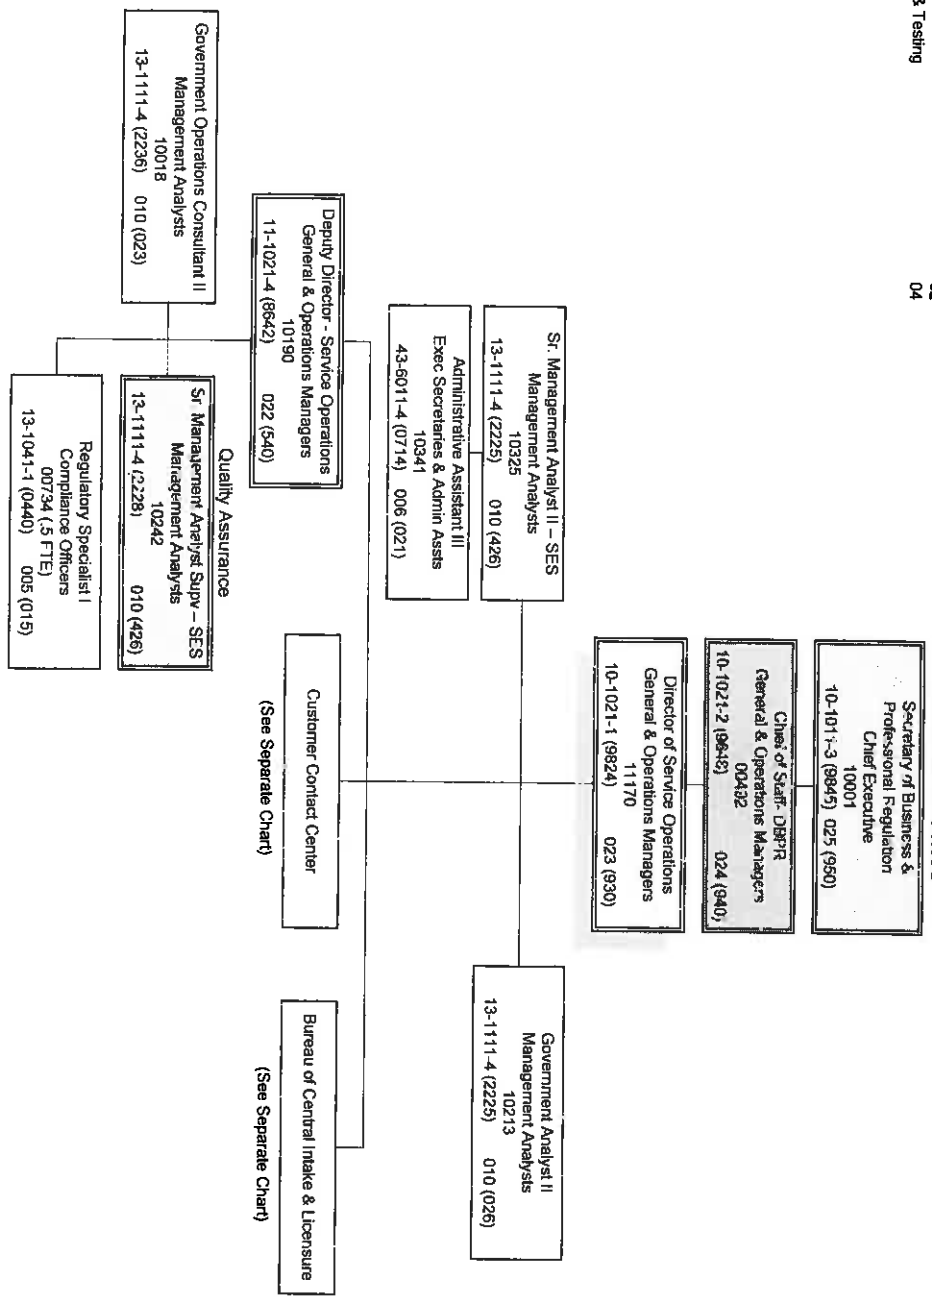 & Testing
04
Secretary of Business &
Professional Regulation
Chief Executive
10001
10-1011-3 (9845) 025 (950)
Chief of Staff- DBPR
General & Operations Managers
00482
10-1021-2 (9648) 024 (940)
Director of Service Operations
General & Operations Managers
11170
10-1021-1 (9824) 023 (930)
Sr. Management Analyst II – SES
Management Analysts
10325
13-1111-4 (2225) 010 (426)
Administrative Assistant III
Exec Secretaries & Admin Assts
10341
43-6011-4 (0714) 006 (021)
Government Analyst II
Management Analysts
10213
13-1111-4 (2225) 010 (026)
Deputy Director - Service Operations
General & Operations Managers
10190
11-1021-4 (8642) 022 (540)
Customer Contact Center
(See Separate Chart)
Bureau of Central Intake & Licensure
(See Separate Chart)
Quality Assurance
Government Operations Consultant II
Management Analysts
10018
13-1111-4 (2236) 010 (023)
Sr. Management Analyst Supv – SES
Management Analysts
10242
13-1111-4 (2228) 010 (426)
Regulatory Specialist I
Compliance Officers
00734 (.5 FTE)
13-1041-1 (0440) 005 (015)